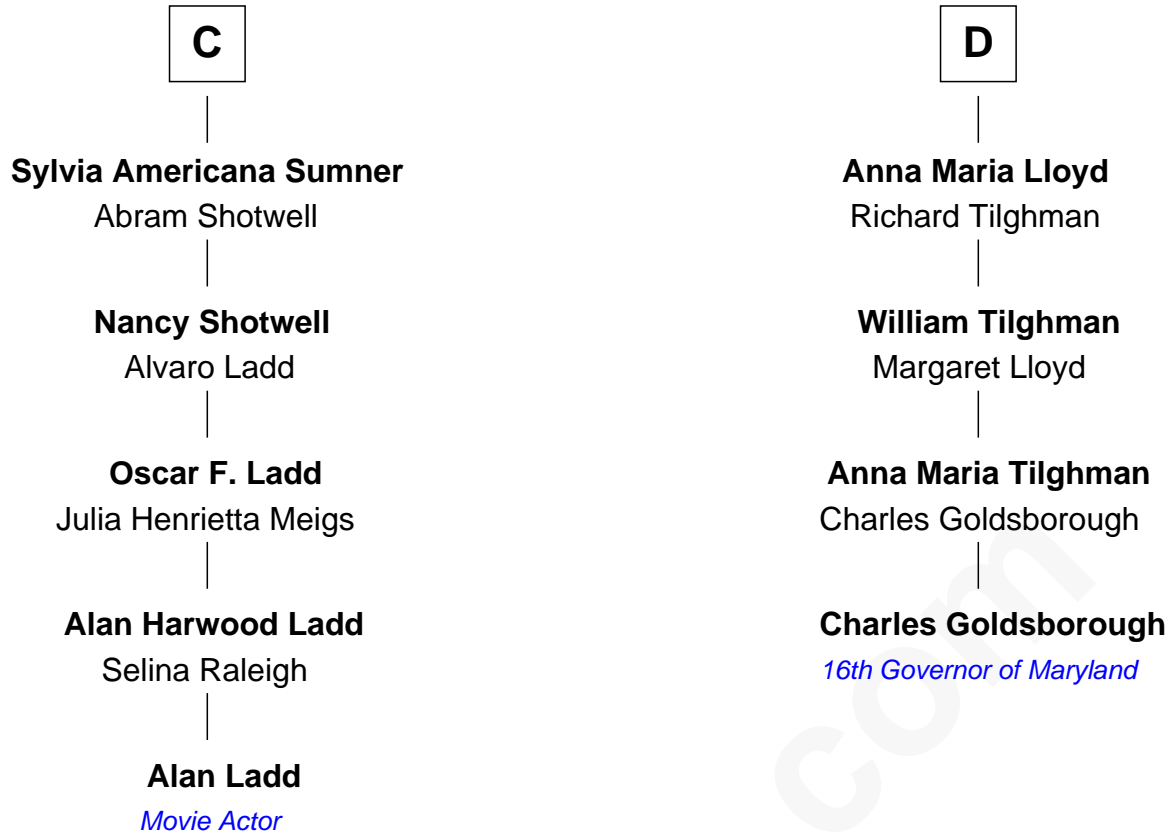 C
Sylvia Americana Sumner
Abram Shotwell
Nancy Shotwell
Alvaro Ladd
Oscar F. Ladd
Julia Henrietta Meigs
Alan Harwood Ladd
Selina Raleigh
Alan Ladd
Movie Actor
D
Anna Maria Lloyd
Richard Tilghman
William Tilghman
Margaret Lloyd
Anna Maria Tilghman
Charles Goldsborough
Charles Goldsborough
16th Governor of Maryland
com